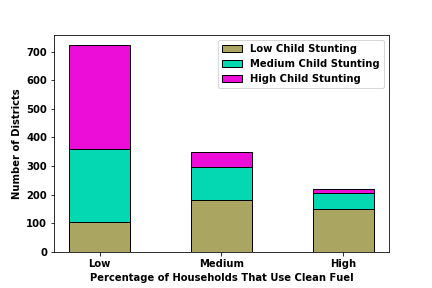 Low Child Stunting
Medium Child Stunting
High Child Stunting
700
600
500
400
300
200
100
0
Number of Districts
Low Medium High
Percentage of Households That Use Clean Fuel